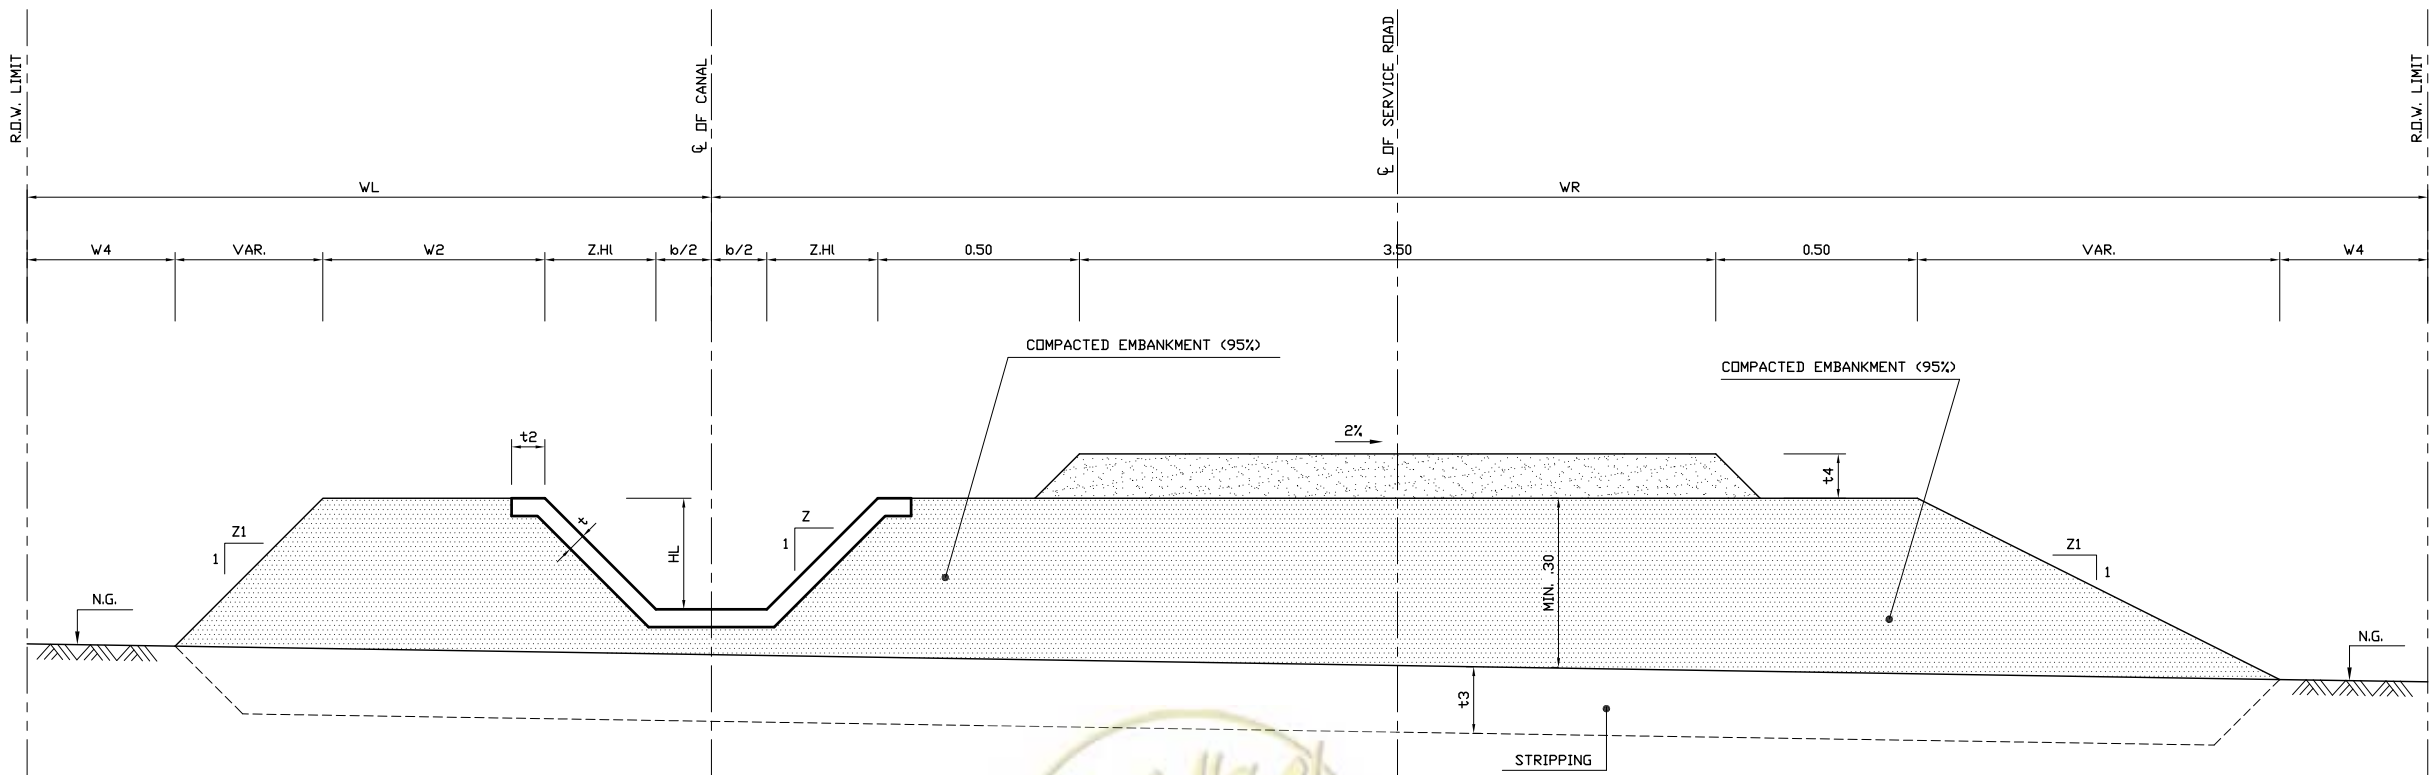 R.O.W. LIMIT
℄ OF CANAL
℄ OF SERVICE ROAD
R.O.W. LIMIT
WL
WR
W4
VAR.
W2
Z.Hl
b/2
b/2
Z.Hl
0.50
3.50
0.50
VAR.
W4
COMPACTED EMBANKMENT (95%)
COMPACTED EMBANKMENT (95%)
t2
2%
t4
t
Z
1
Z1
1
HL
MIN. .30
Z1
1
N.G.
N.G.
t3
STRIPPING